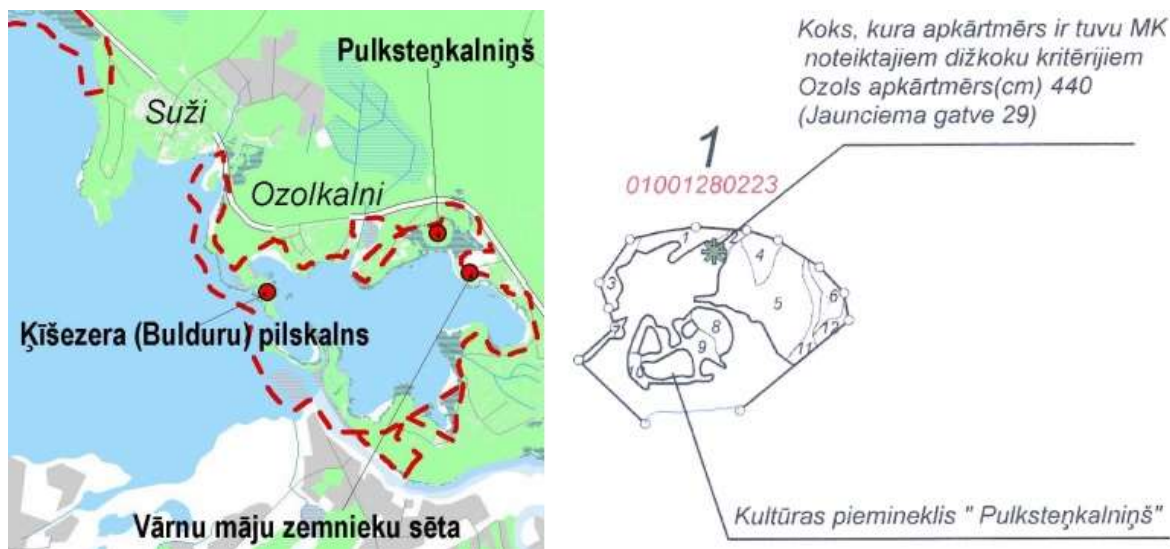 Pulksteņkalniņš
Suži
Ozolkalni
Ķīšezera (Bulduru) pilskalns
Vārnu māju zemnieku sēta
Koks, kura apkārtmērs ir tuvu MK
noteiktajiem dižkoku kritērijiem
Ozols apkārtmērs(cm) 440
(Jaunciema gatve 29)
1
01001280223
1
4
3
5
6
8
9
12
11
Kultūras piemineklis " Pulksteņkalniņš"